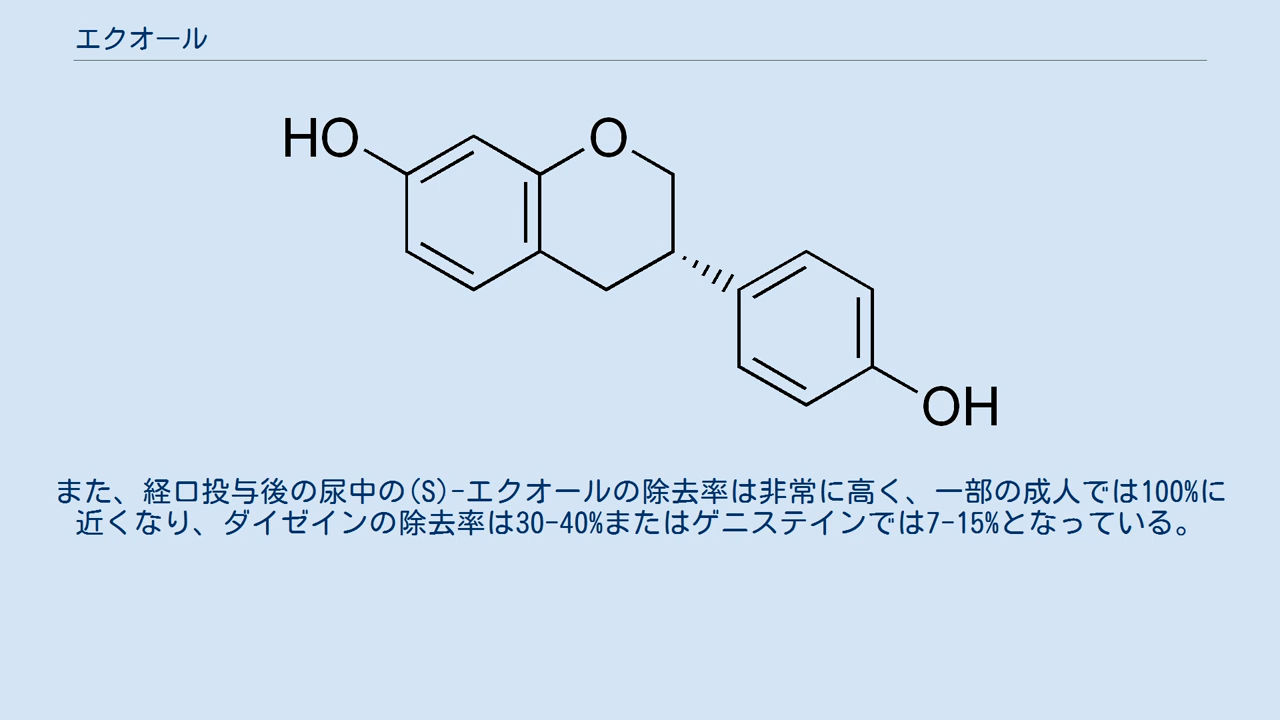 エクオール
HO
O
OH
また、経口投与後の尿中の(S)-エクオールの除去率は非常に高く、一部の成人では100%に
近くなり、ダイゼインの除去率は30-40%またはゲニステインでは7-15%となっている。